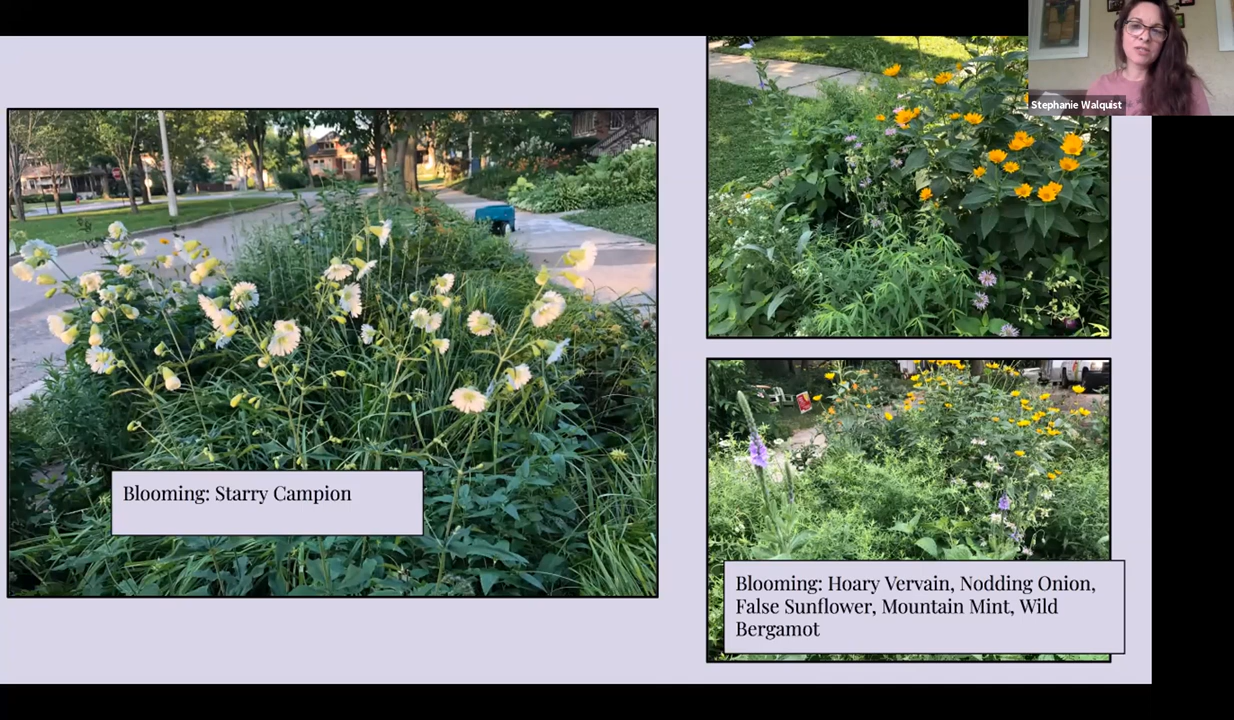 Stephanie Walquist
Blooming: Starry Campion
Blooming: Hoary Vervain, Nodding Onion,
False Sunflower, Mountain Mint, Wild
Bergamot